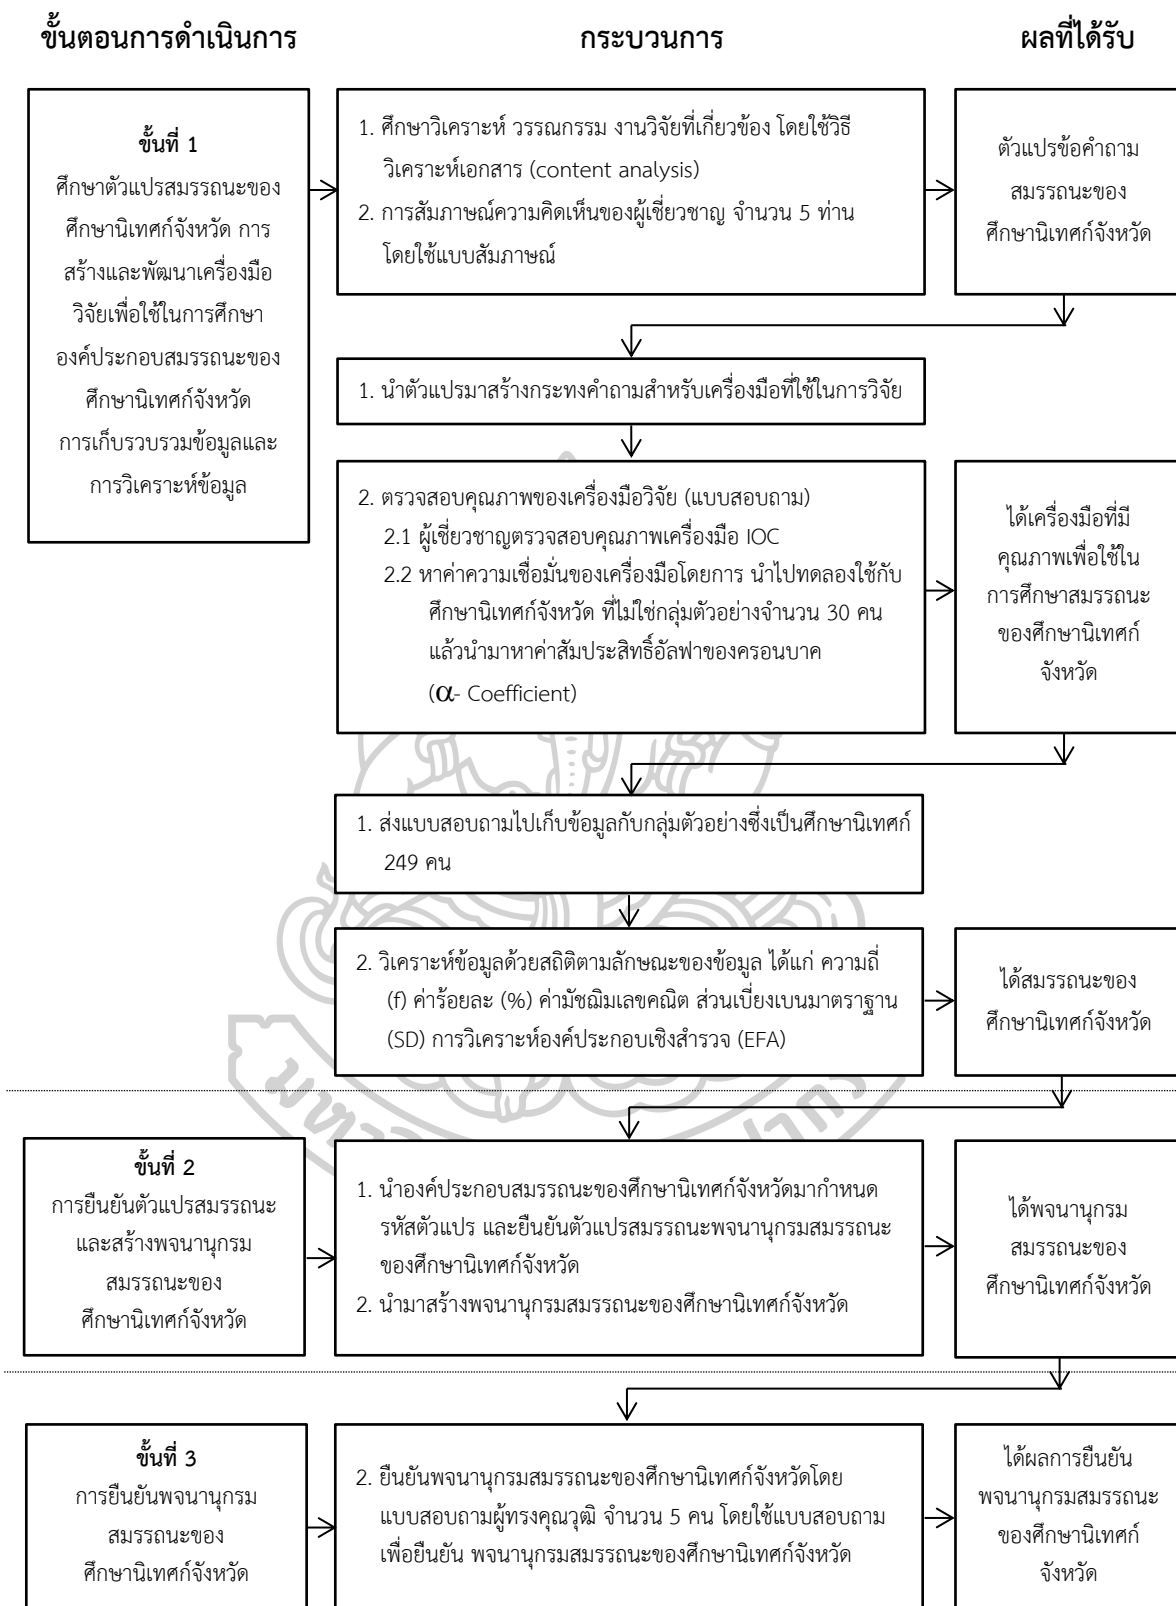 ขั้นตอนการดำเนินการ
กระบวนการ
ผลที่ได้รับ
ขั้นที่ 1
ศึกษาตัวแปรสมรรถนะของ
ศึกษานิเทศก์จังหวัด การ
สร้างและพัฒนาเครื่องมือ
วิจัยเพื่อใช้ในการศึกษา
องค์ประกอบสมรรถนะของ
ศึกษานิเทศก์จังหวัด
การเก็บรวบรวมข้อมูลและ
การวิเคราะห์ข้อมูล
1. ศึกษาวิเคราะห์ วรรณกรรม งานวิจัยที่เกี่ยวข้อง โดยใช้วิธี
วิเคราะห์เอกสาร (content analysis)
2. การสัมภาษณ์ความคิดเห็นของผู้เชี่ยวชาญ จำนวน 5 ท่าน
โดยใช้แบบสัมภาษณ์
ตัวแปรข้อคำถาม
สมรรถนะของ
ศึกษานิเทศก์จังหวัด
1. นำตัวแปรมาสร้างกระทงคำถามสำหรับเครื่องมือที่ใช้ในการวิจัย
2. ตรวจสอบคุณภาพของเครื่องมือวิจัย (แบบสอบถาม)
2.1 ผู้เชี่ยวชาญตรวจสอบคุณภาพเครื่องมือ IOC
2.2 หาค่าความเชื่อมั่นของเครื่องมือโดยการ นำไปทดลองใช้กับ
ศึกษานิเทศก์จังหวัด ที่ไม่ใช่กลุ่มตัวอย่างจำนวน 30 คน
แล้วนำมาหาค่าสัมประสิทธิ์อัลฟาของครอนบาค
(α- Coefficient)
ได้เครื่องมือที่มี
คุณภาพเพื่อใช้ใน
การศึกษาสมรรถนะ
ของศึกษานิเทศก์
จังหวัด
1. ส่งแบบสอบถามไปเก็บข้อมูลกับกลุ่มตัวอย่างซึ่งเป็นศึกษานิเทศก์
249 คน
2. วิเคราะห์ข้อมูลด้วยสถิติตามลักษณะของข้อมูล ได้แก่ ความถี่
(f) ค่าร้อยละ (%) ค่ามัชฌิมเลขคณิต ส่วนเบี่ยงเบนมาตราฐาน
(SD) การวิเคราะห์องค์ประกอบเชิงสำรวจ (EFA)
ได้สมรรถนะของ
ศึกษานิเทศก์จังหวัด
ขั้นที่ 2
การยืนยันตัวแปรสมรรถนะ
และสร้างพจนานุกรม
สมรรถนะของ
ศึกษานิเทศก์จังหวัด
1. นำองค์ประกอบสมรรถนะของศึกษานิเทศก์จังหวัดมากำหนด
รหัสตัวแปร และยืนยันตัวแปรสมรรถนะพจนานุกรมสมรรถนะ
ของศึกษานิเทศก์จังหวัด
2. นำมาสร้างพจนานุกรมสมรรถนะของศึกษานิเทศก์จังหวัด
ได้พจนานุกรม
สมรรถนะของ
ศึกษานิเทศก์จังหวัด
ขั้นที่ 3
การยืนยันพจนานุกรม
สมรรถนะของ
ศึกษานิเทศก์จังหวัด
2. ยืนยันพจนานุกรมสมรรถนะของศึกษานิเทศก์จังหวัดโดย
แบบสอบถามผู้ทรงคุณวุฒิ จำนวน 5 คน โดยใช้แบบสอบถาม
เพื่อยืนยัน พจนานุกรมสมรรถนะของศึกษานิเทศก์จังหวัด
ได้ผลการยืนยัน
พจนานุกรมสมรรถนะ
ของศึกษานิเทศก์
จังหวัด